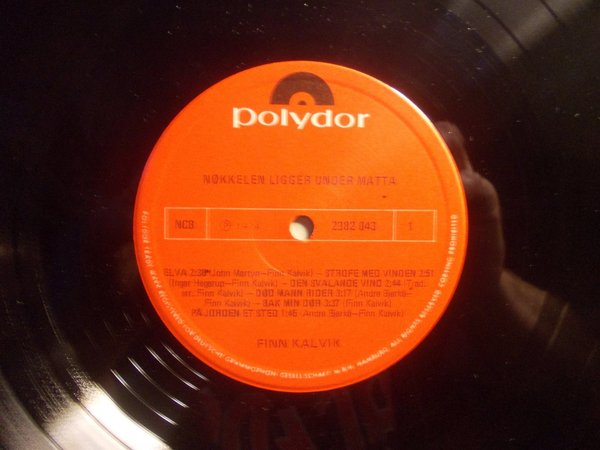 polydor
NØKKELEN LIGGER UNDER MATTA
NCB ℗ 1974 2382 043 1
ELVA 2:38 (John Martyn—Finn Kalvik) — STROFE MED VINDEN 2:51
(Inger Hagerup—Finn Kalvik) — DEN SVALANDE VIND 2:44 (Trad.
arr. Finn Kalvik) — DØD MANN RIDER 3:17 (André Bjerke—
Finn Kalvik) — BAK MIN DØR 3:37 (Finn Kalvik)
PÅ JORDEN ET STED 1:46 (André Bjerke—Finn Kalvik)
FINN KALVIK